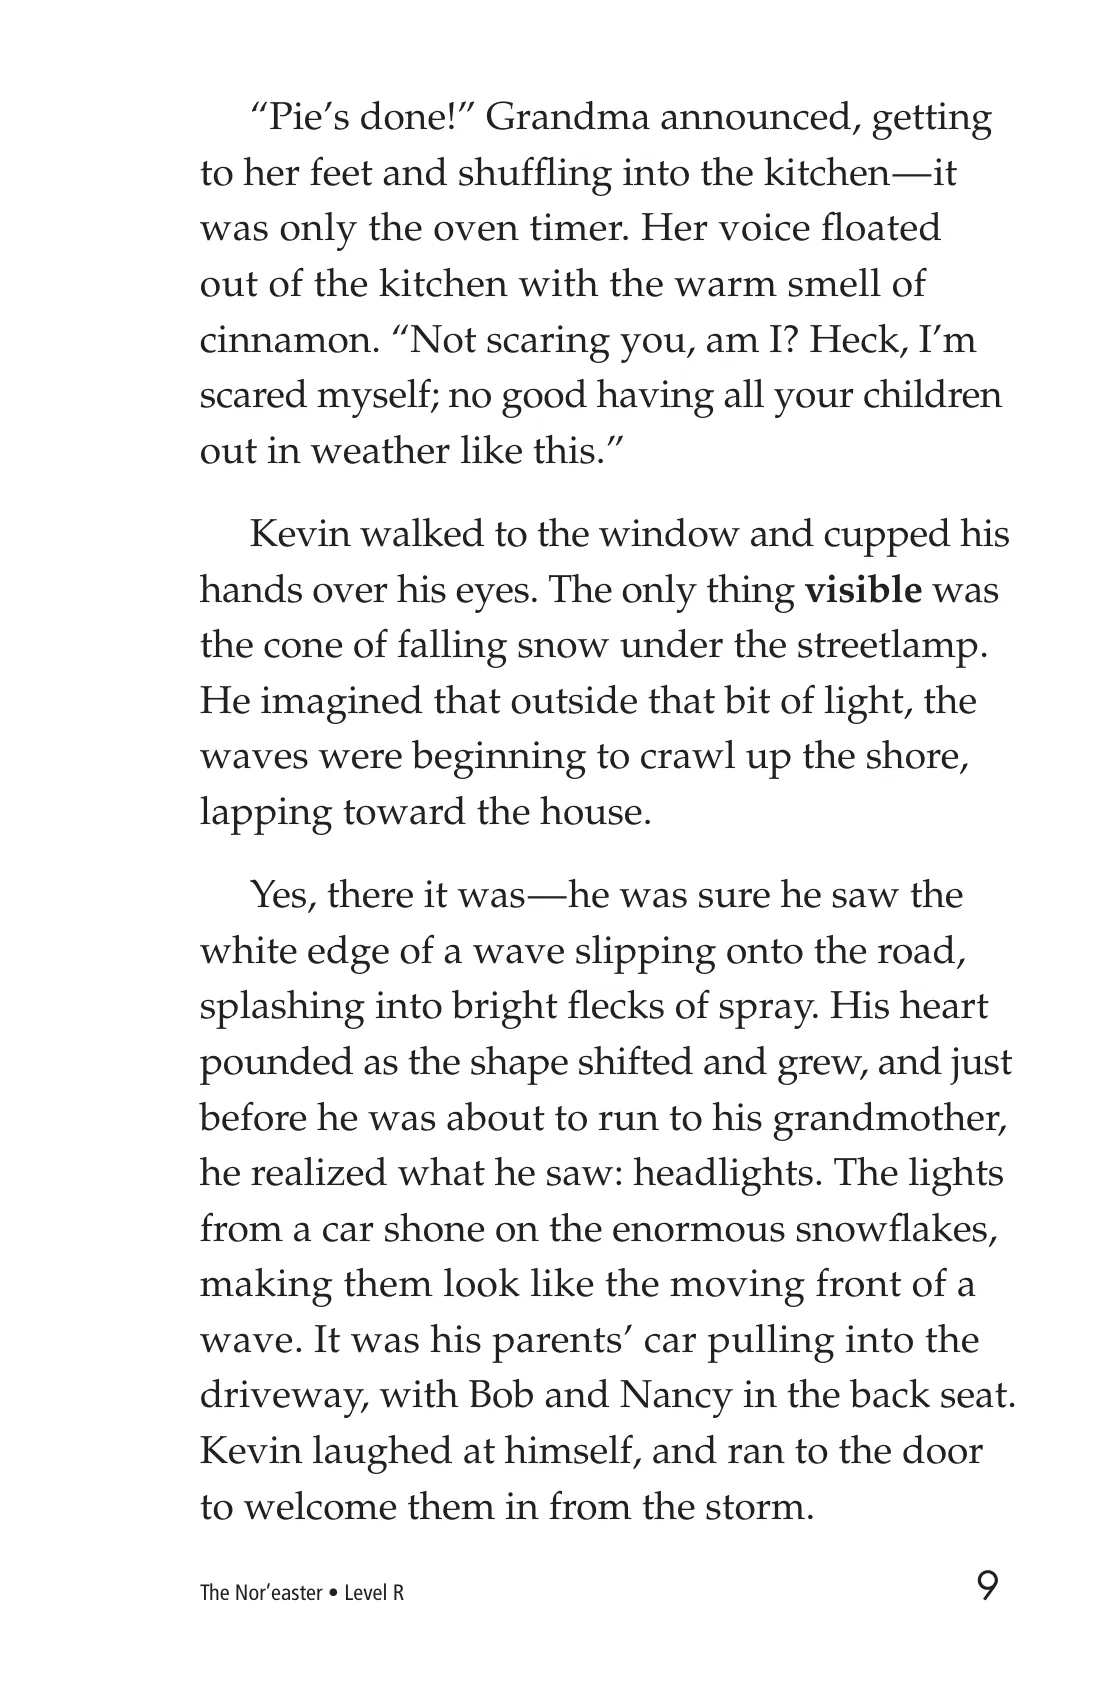 “Pie’s done!” Grandma announced, getting
to her feet and shuffling into the kitchen—it
was only the oven timer. Her voice floated
out of the kitchen with the warm smell of
cinnamon. “Not scaring you, am I? Heck, I’m
scared myself; no good having all your children
out in weather like this.”
Kevin walked to the window and cupped his
hands over his eyes. The only thing visible was
the cone of falling snow under the streetlamp.
He imagined that outside that bit of light, the
waves were beginning to crawl up the shore,
lapping toward the house.
Yes, there it was—he was sure he saw the
white edge of a wave slipping onto the road,
splashing into bright flecks of spray. His heart
pounded as the shape shifted and grew, and just
before he was about to run to his grandmother,
he realized what he saw: headlights. The lights
from a car shone on the enormous snowflakes,
making them look like the moving front of a
wave. It was his parents’ car pulling into the
driveway, with Bob and Nancy in the back seat.
Kevin laughed at himself, and ran to the door
to welcome them in from the storm.
The Nor’easter • Level R
9